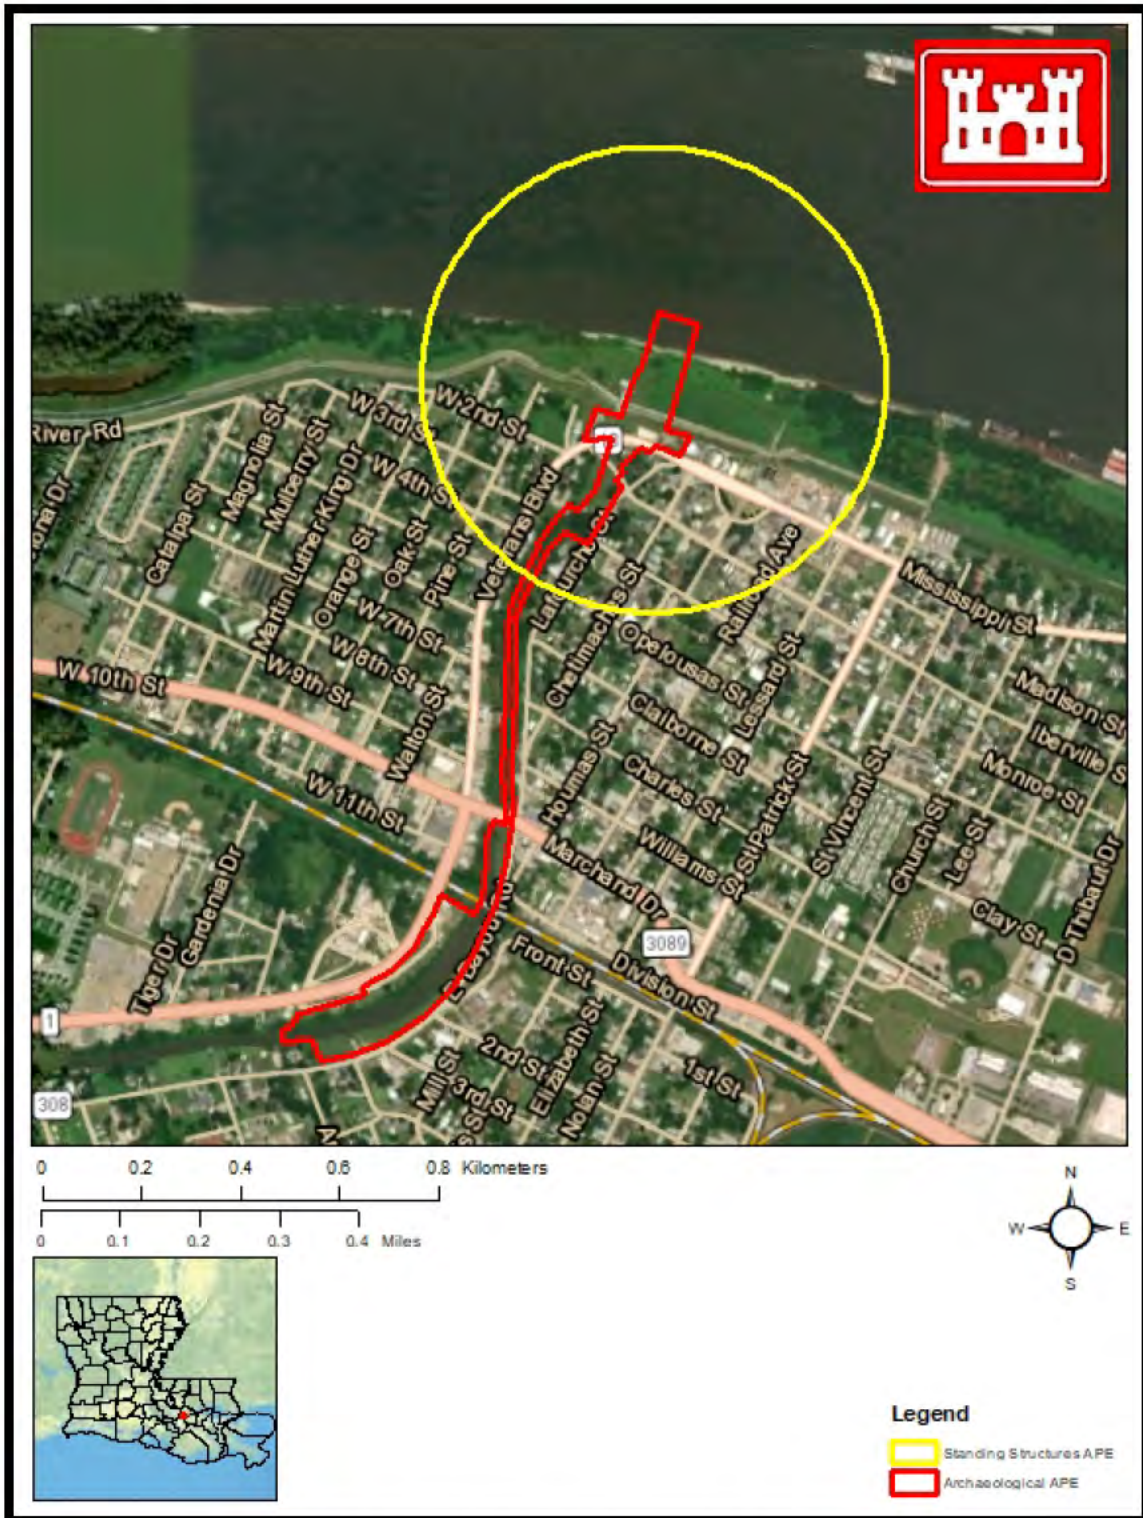 River Rd
W 2nd St
W 3rd St
W 4th St
Magnolia St
Mulberry St
Martin Luther King Dr
Catalpa St
Orange St
Oak St
Pine St
Veterans Blvd
W 7th St
W 8th St
W 9th St
W 10th St
Walton St
W 11th St
Chetimaches St
Railroad Ave
Mississippi St
Opelousas St
Lessard St
Claiborne St
Charles St
Houmas St
Williams St
St Patrick St
St Vincent St
Madison St
Iberville S
Monroe St
Church St
Lee St
Clay St
D Thibaut Dr
Marchand Dr
3089
Gardenia Dr
Tiger Dr
Front St
Division St
1
308
2nd St
Elizabeth St
1st St
Mill St
3rd St
Nolan St
0 0.2 0.4 0.6 0.8 Kilometers
0 0.1 0.2 0.3 0.4 Miles
N
W E
S
Legend
Standing Structures APE
Archaeological APE